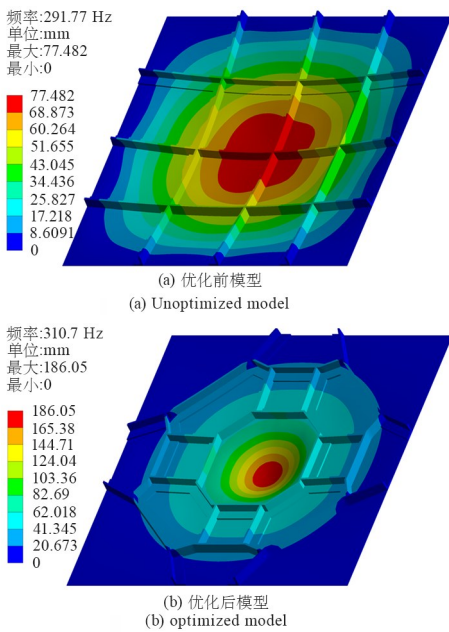 频率:291.77 Hz
单位:mm
最大:77.482
最小:0
77.482
68.873
60.264
51.655
43.045
34.436
25.827
17.218
8.6091
0
(a) 优化前模型
(a) Unoptimized model
频率:310.7 Hz
单位:mm
最大:186.05
最小:0
186.05
165.38
144.71
124.04
103.36
82.69
62.018
41.345
20.673
0
(b) 优化后模型
(b) optimized model